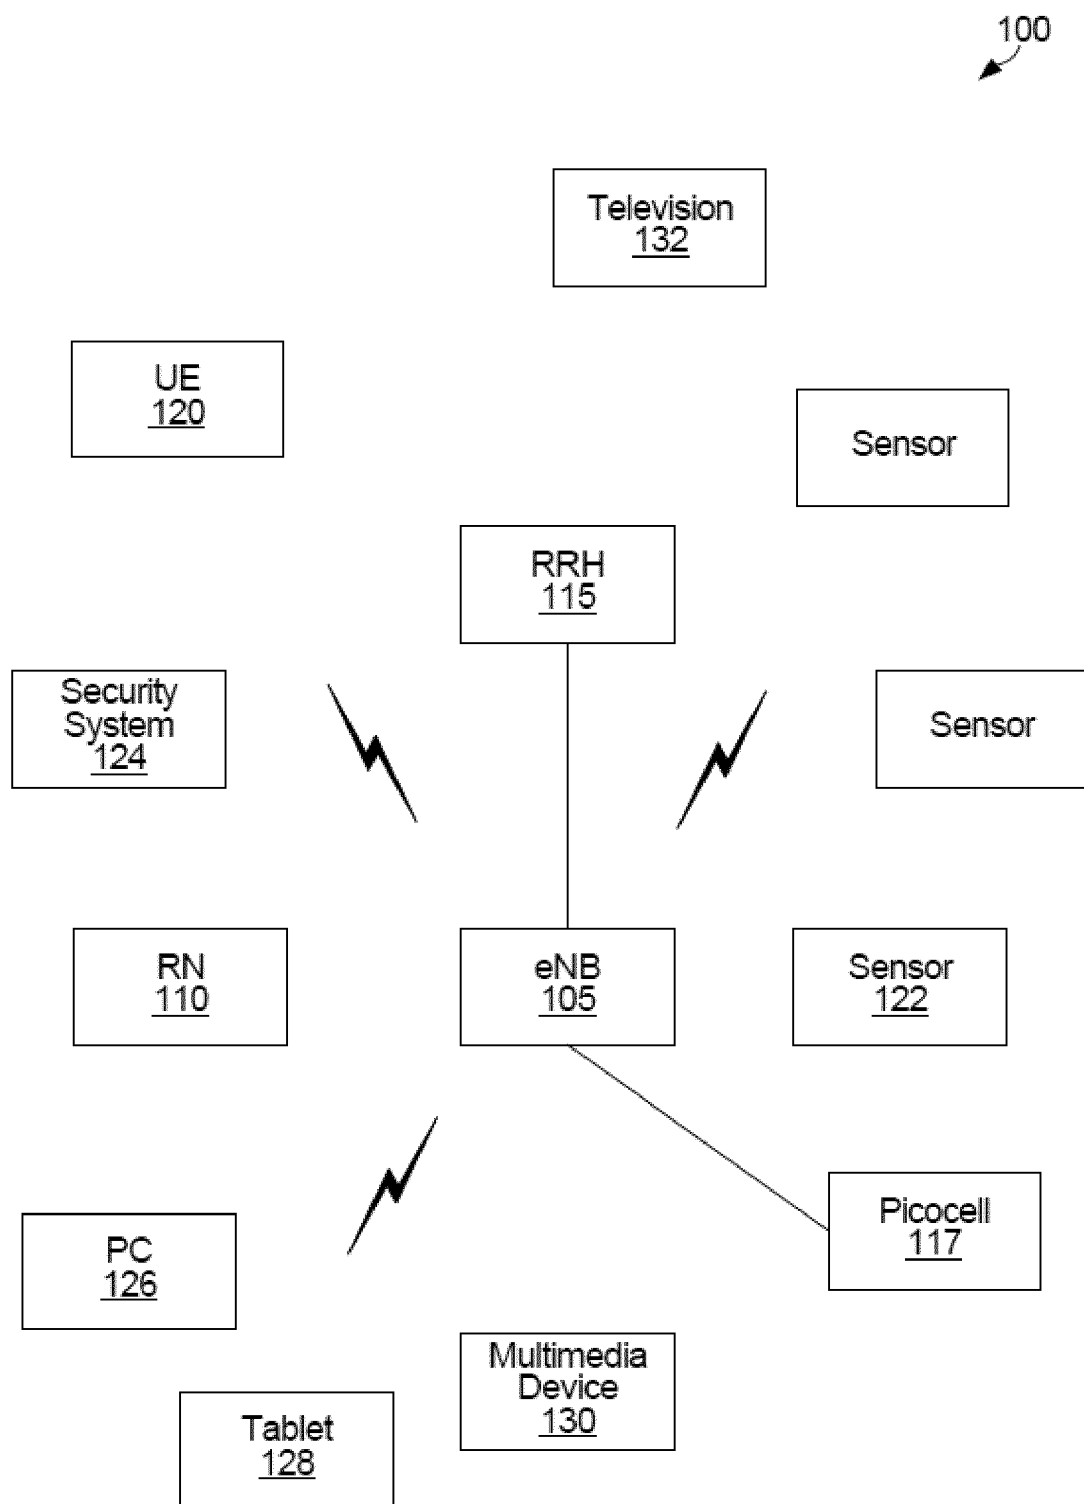 100
Television
132
UE
120
Sensor
RRH
115
Security
System
124
Sensor
RN
110
eNB
105
Sensor
122
Picocell
117
PC
126
Multimedia
Device
130
Tablet
128